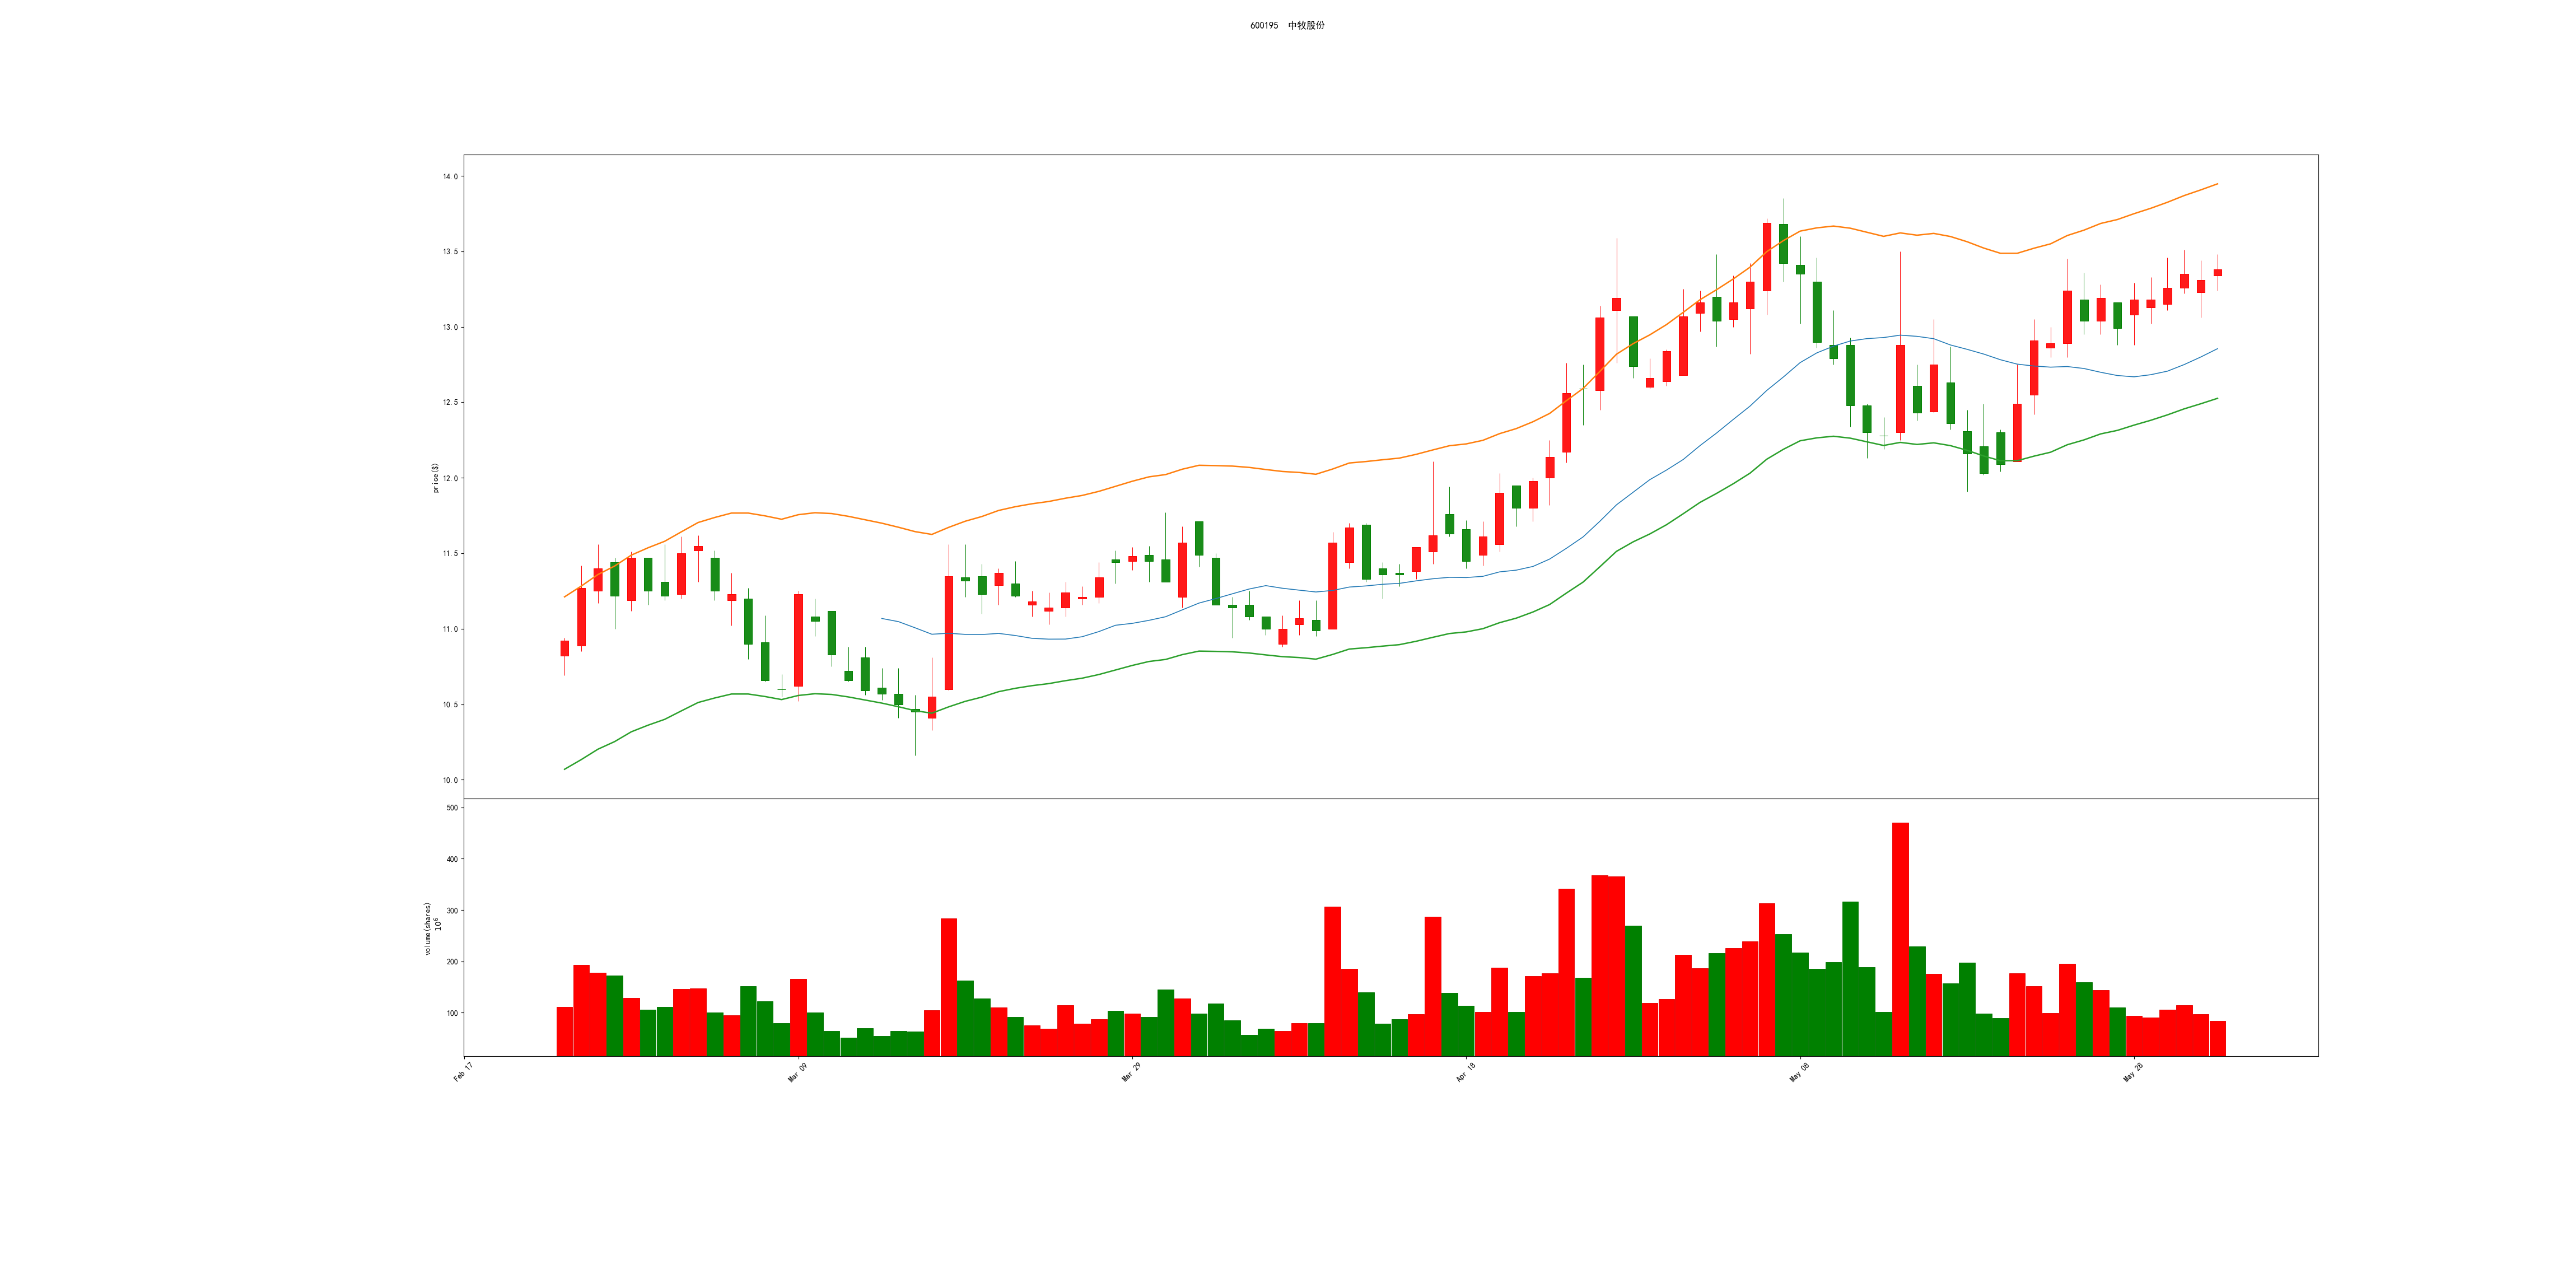 600195 中牧股份
14.0
13.5
13.0
12.5
12.0
11.5
11.0
10.5
10.0
price($)
500
400
300
200
100
volume(shares)
10⁶
Feb 17
Mar 09
Mar 29
Apr 18
May 08
May 28